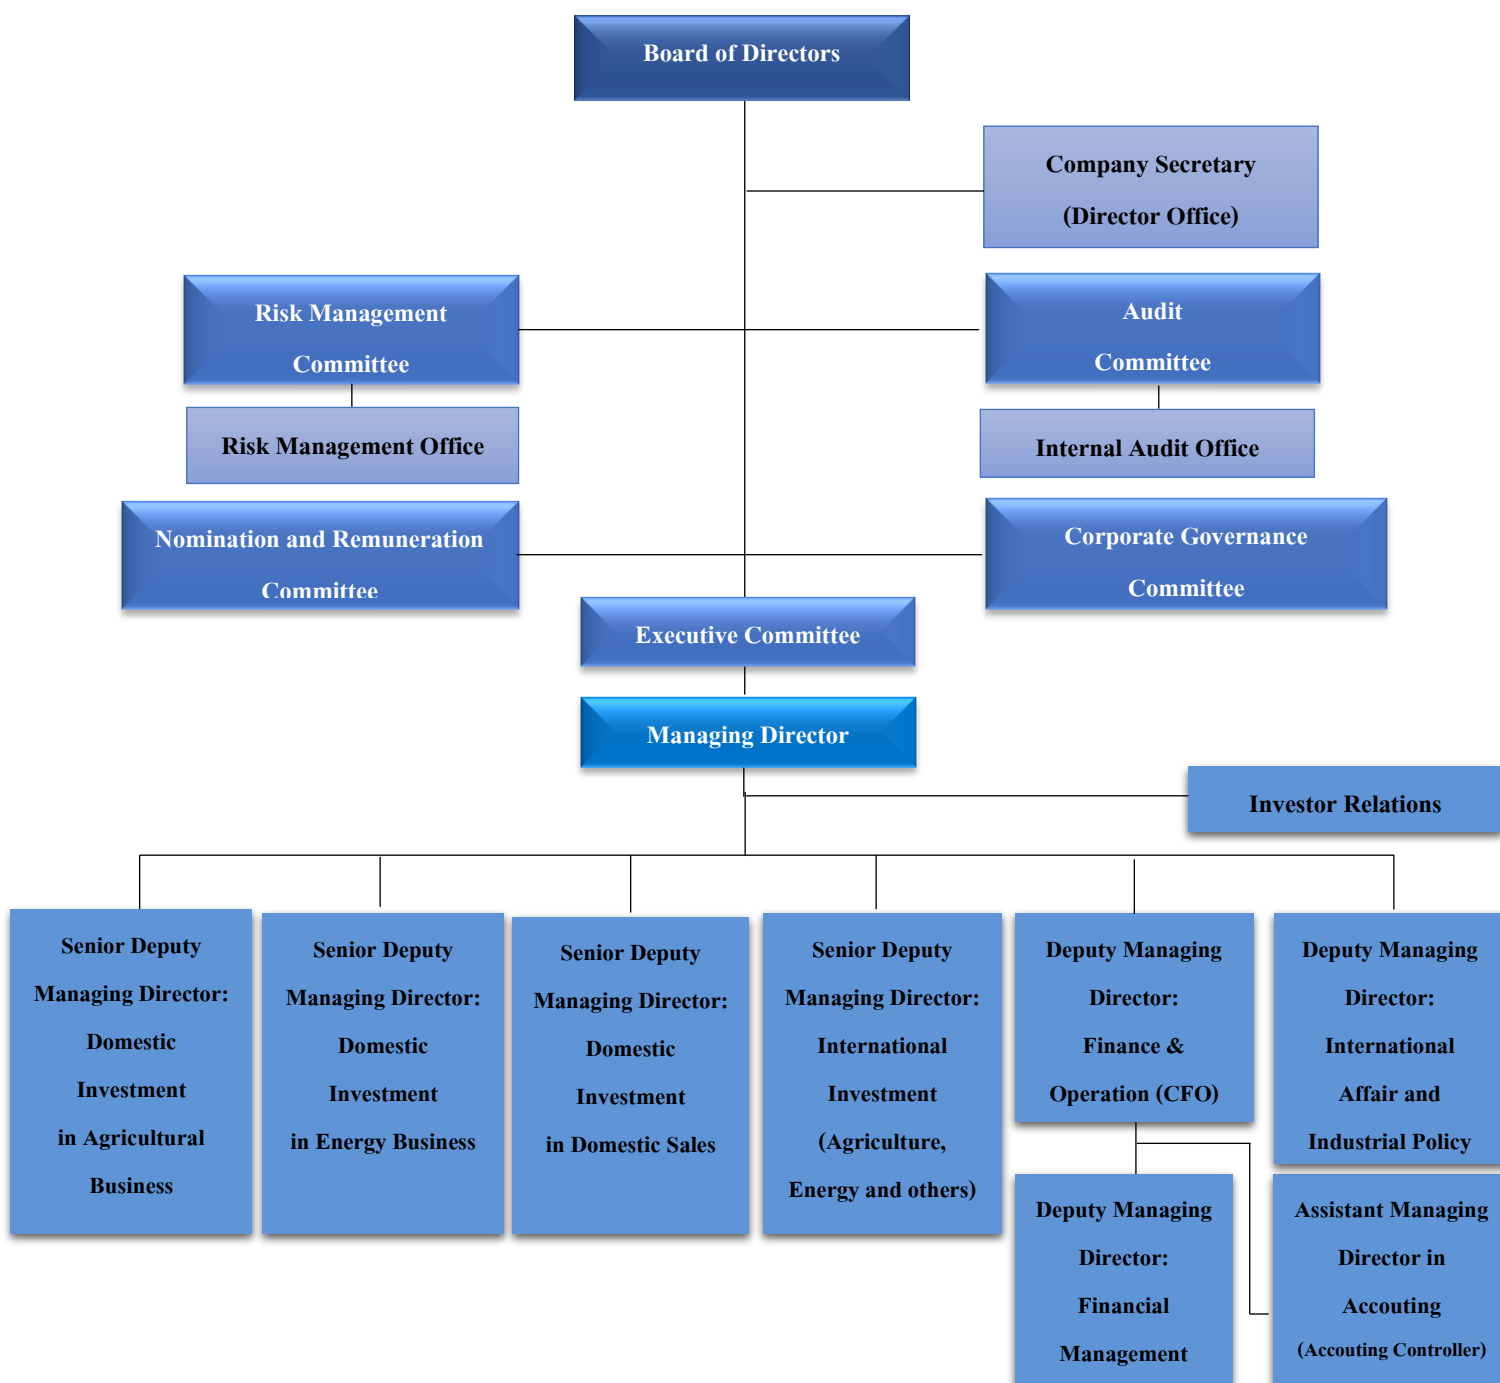 Board of Directors
Company Secretary
(Director Office)
Risk Management
Committee
Audit
Committee
Risk Management Office
Internal Audit Office
Nomination and Remuneration
Committee
Corporate Governance
Committee
Executive Committee
Managing Director
Investor Relations
Senior Deputy
Managing Director:
Domestic
Investment
in Agricultural
Business
Senior Deputy
Managing Director:
Domestic
Investment
in Energy Business
Senior Deputy
Managing Director:
Domestic
Investment
in Domestic Sales
Senior Deputy
Managing Director:
International
Investment
(Agriculture,
Energy and others)
Deputy Managing
Director:
Finance &
Operation (CFO)
Deputy Managing
Director:
International
Affair and
Industrial Policy
Deputy Managing
Director:
Financial
Management
Assistant Managing
Director in
Accouting
(Accouting Controller)